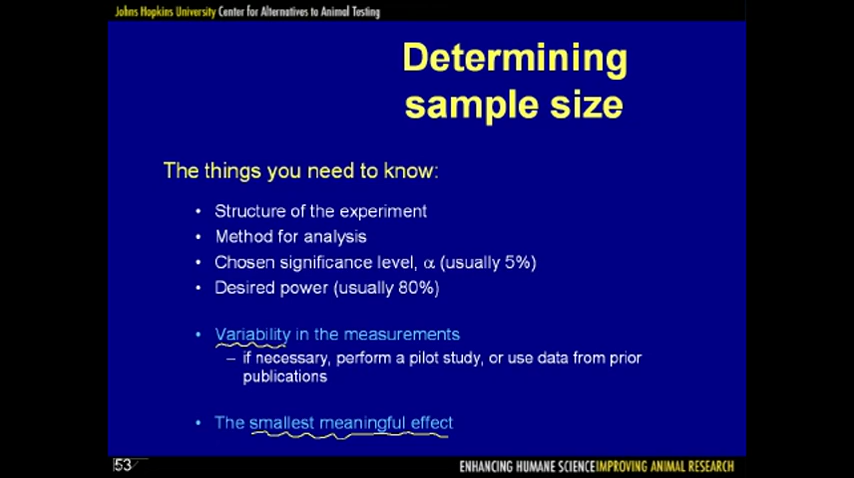 Johns Hopkins University Center for Alternatives to Animal Testing
Determining
sample size
The things you need to know:
• Structure of the experiment
• Method for analysis
• Chosen significance level, α (usually 5%)
• Desired power (usually 80%)
• Variability in the measurements
– if necessary, perform a pilot study, or use data from prior
publications
• The smallest meaningful effect
53
ENHANCING HUMANE SCIENCE IMPROVING ANIMAL RESEARCH